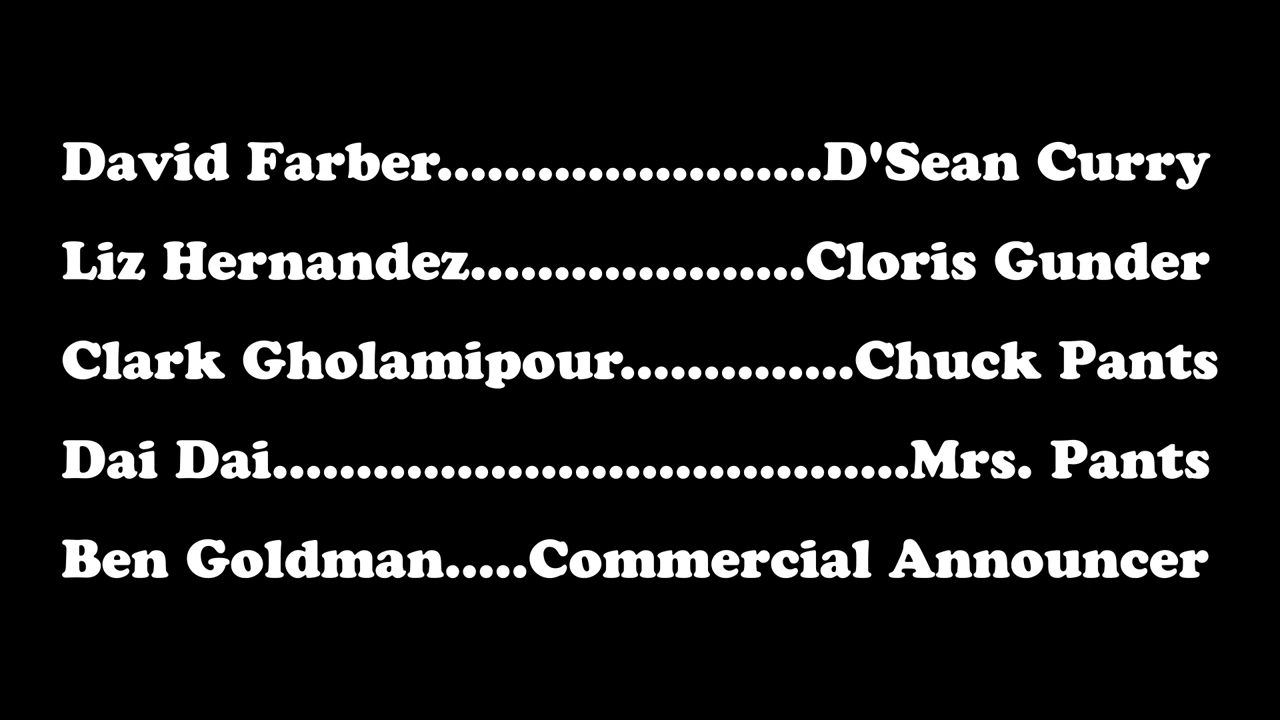 David Farber.......................D'Sean Curry
Liz Hernandez....................Cloris Gunder
Clark Gholamipour..............Chuck Pants
Dai Dai......................................Mrs. Pants
Ben Goldman.....Commercial Announcer